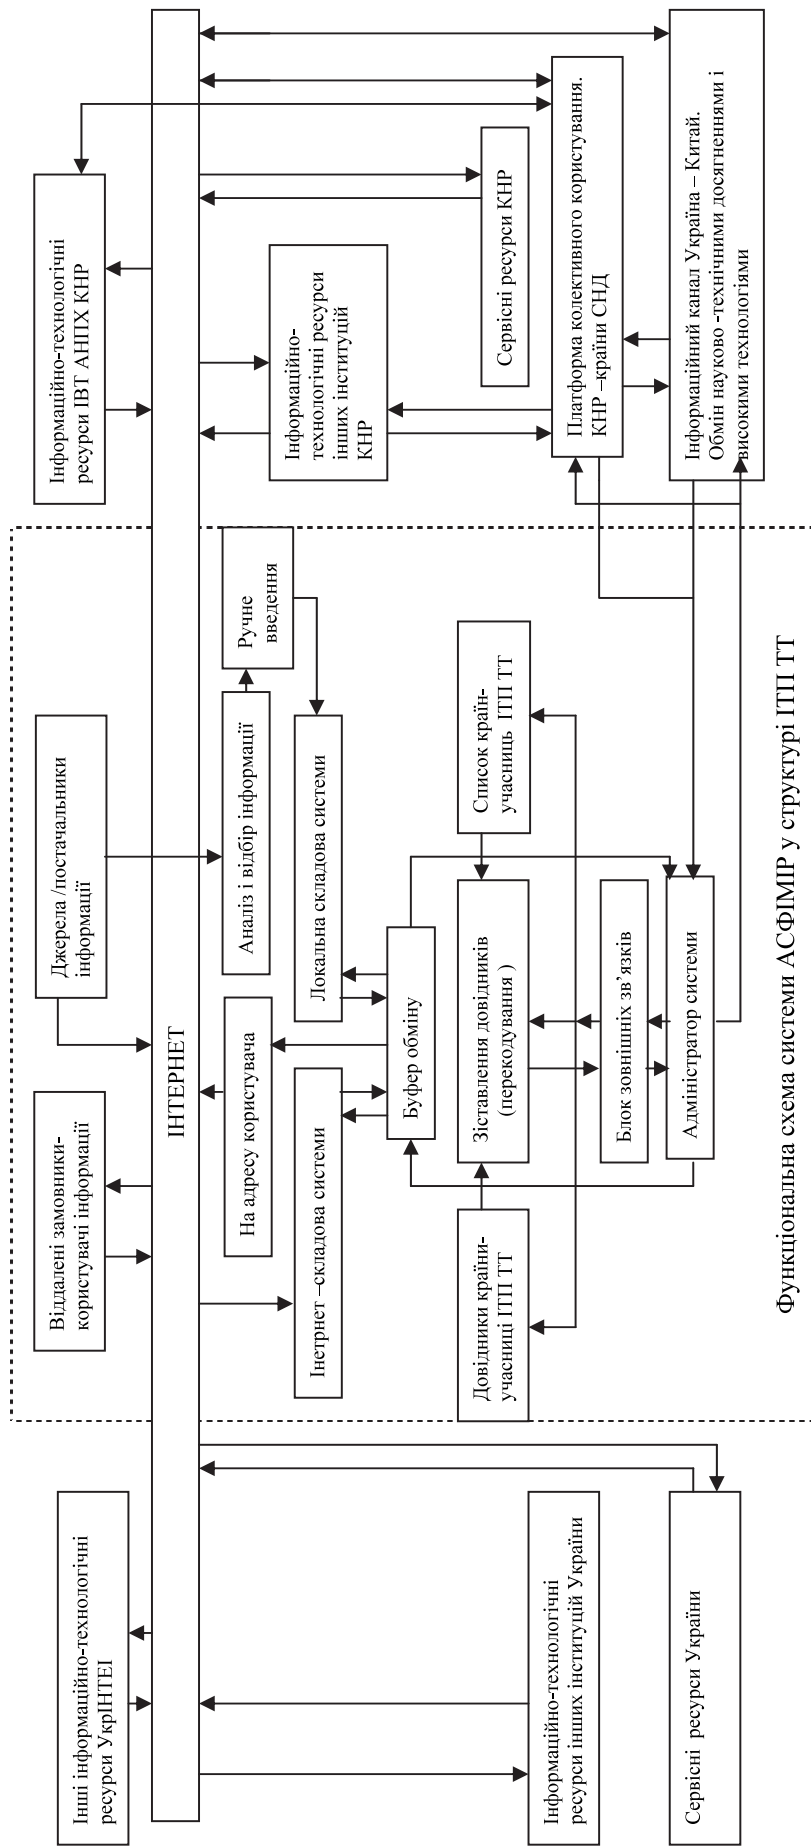 Інші інформаційно-технологічні
ресурси УкрІНТЕІ
Віддалені замовники-
користувачі інформації
Джерела /постачальники
інформації
Інформаційно-технологічні
ресурси ІВТ АНПХ КНР
ІНТЕРНЕТ
На адресу користувача
Аналіз і відбір інформації
Ручне
введення
Інформаційно-
технологічні ресурси
інших інституцій
КНР
Інетрнет –складова системи
Локальна складова системи
Буфер обміну
Сервісні ресурси КНР
Довідники країни-
учасниці ІТП ТТ
Зіставлення довідників
(перекодування )
Список країн-
учасниць ІТП ТТ
Інформаційно-технологічні
ресурси інших інституцій України
Блок зовнішніх зв’язків
Платформа колективного користування.
КНР –країни СНД
Сервісні ресурси України
Адміністратор системи
Інформаційний канал Україна – Китай.
Обмін науково -технічними досягненнями і
високими технологіями
Функціональна схема системи АСФІМІР у структурі ІТП ТТ